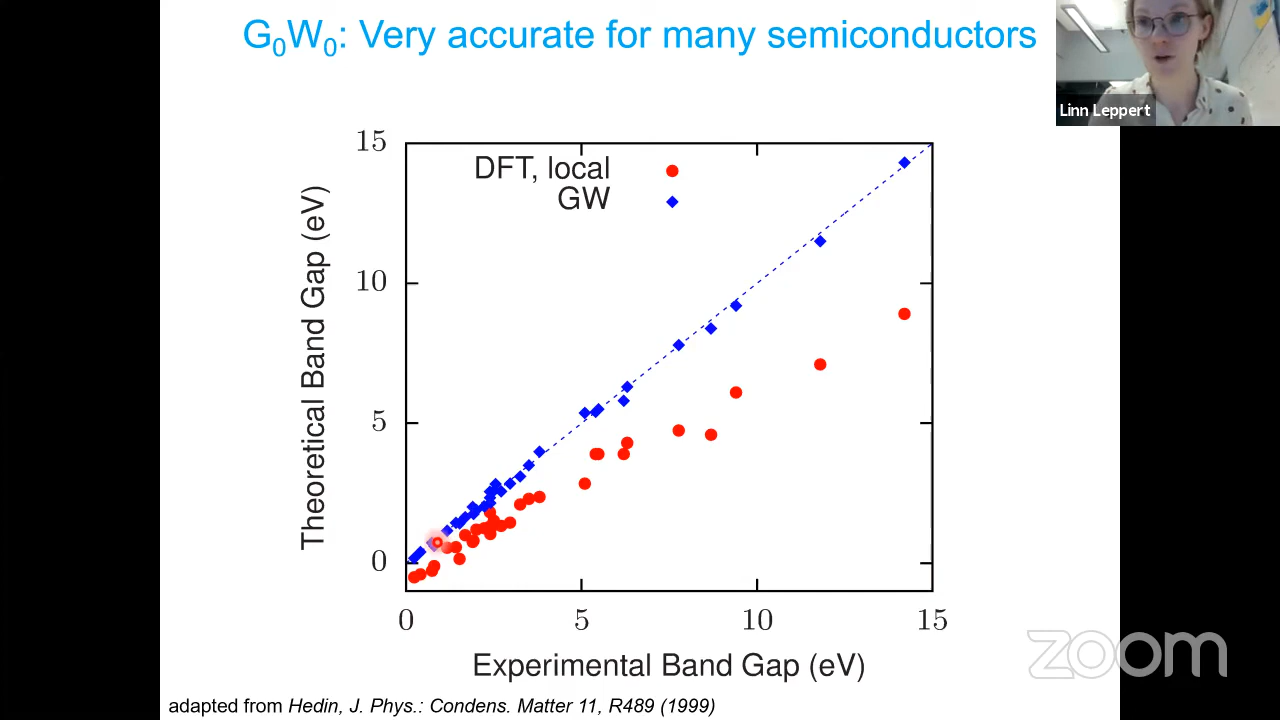 G₀W₀: Very accurate for many semiconductors
Linn Leppert
DFT, local
GW
Theoretical Band Gap (eV)
15
10
5
0
0 5 10 15
Experimental Band Gap (eV)
zoom
adapted from Hedin, J. Phys.: Condens. Matter 11, R489 (1999)